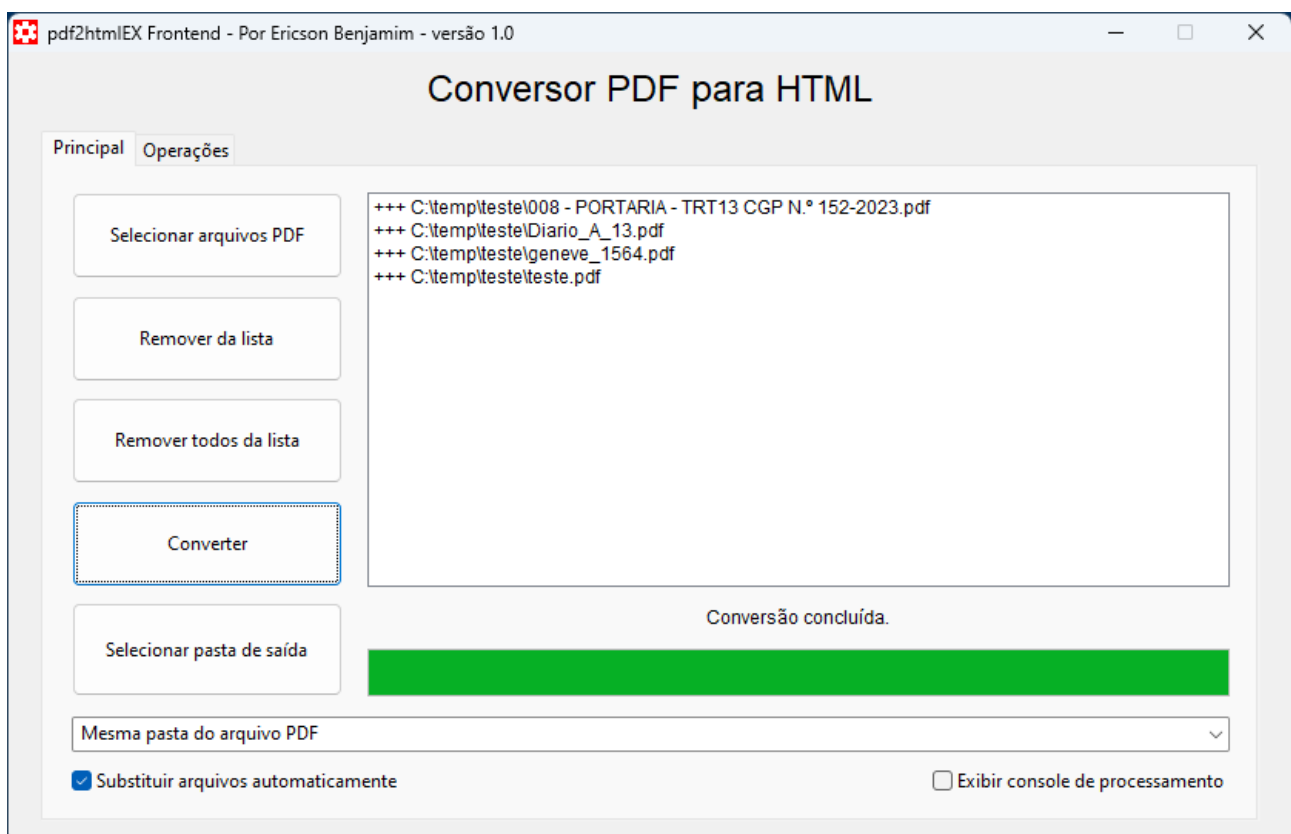 pdf2htmlEX Frontend - Por Ericson Benjamim - versão 1.0
Conversor PDF para HTML
Principal
Operações
Selecionar arquivos PDF
Remover da lista
Remover todos da lista
Converter
Selecionar pasta de saída
+++ C:\temp\teste\008 - PORTARIA - TRT13 CGP N.º 152-2023.pdf
+++ C:\temp\teste\Diario_A_13.pdf
+++ C:\temp\teste\geneve_1564.pdf
+++ C:\temp\teste\teste.pdf
Conversão concluída.
Mesma pasta do arquivo PDF
Substituir arquivos automaticamente
Exibir console de processamento